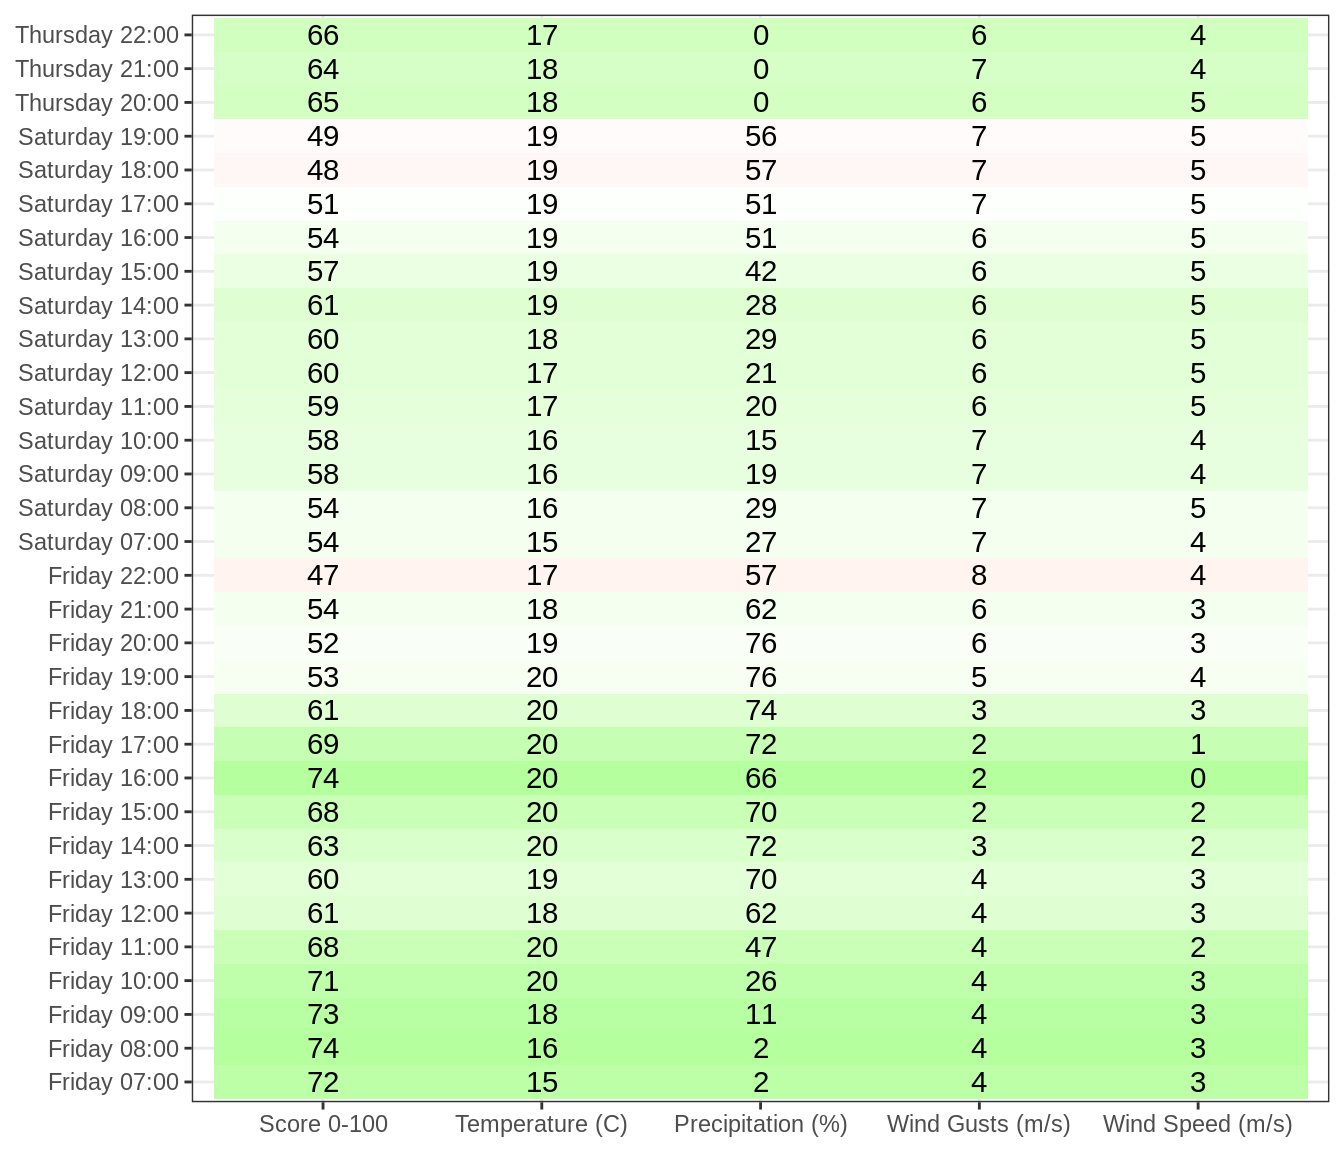 Thursday 22:00 66 17 0 6 4
Thursday 21:00 64 18 0 7 4
Thursday 20:00 65 18 0 6 5
Saturday 19:00 49 19 56 7 5
Saturday 18:00 48 19 57 7 5
Saturday 17:00 51 19 51 7 5
Saturday 16:00 54 19 51 6 5
Saturday 15:00 57 19 42 6 5
Saturday 14:00 61 19 28 6 5
Saturday 13:00 60 18 29 6 5
Saturday 12:00 60 17 21 6 5
Saturday 11:00 59 17 20 6 5
Saturday 10:00 58 16 15 7 4
Saturday 09:00 58 16 19 7 4
Saturday 08:00 54 16 29 7 5
Saturday 07:00 54 15 27 7 4
Friday 22:00 47 17 57 8 4
Friday 21:00 54 18 62 6 3
Friday 20:00 52 19 76 6 3
Friday 19:00 53 20 76 5 4
Friday 18:00 61 20 74 3 3
Friday 17:00 69 20 72 2 1
Friday 16:00 74 20 66 2 0
Friday 15:00 68 20 70 2 2
Friday 14:00 63 20 72 3 2
Friday 13:00 60 19 70 4 3
Friday 12:00 61 18 62 4 3
Friday 11:00 68 20 47 4 2
Friday 10:00 71 20 26 4 3
Friday 09:00 73 18 11 4 3
Friday 08:00 74 16 2 4 3
Friday 07:00 72 15 2 4 3
Score 0-100 Temperature (C) Precipitation (%) Wind Gusts (m/s) Wind Speed (m/s)